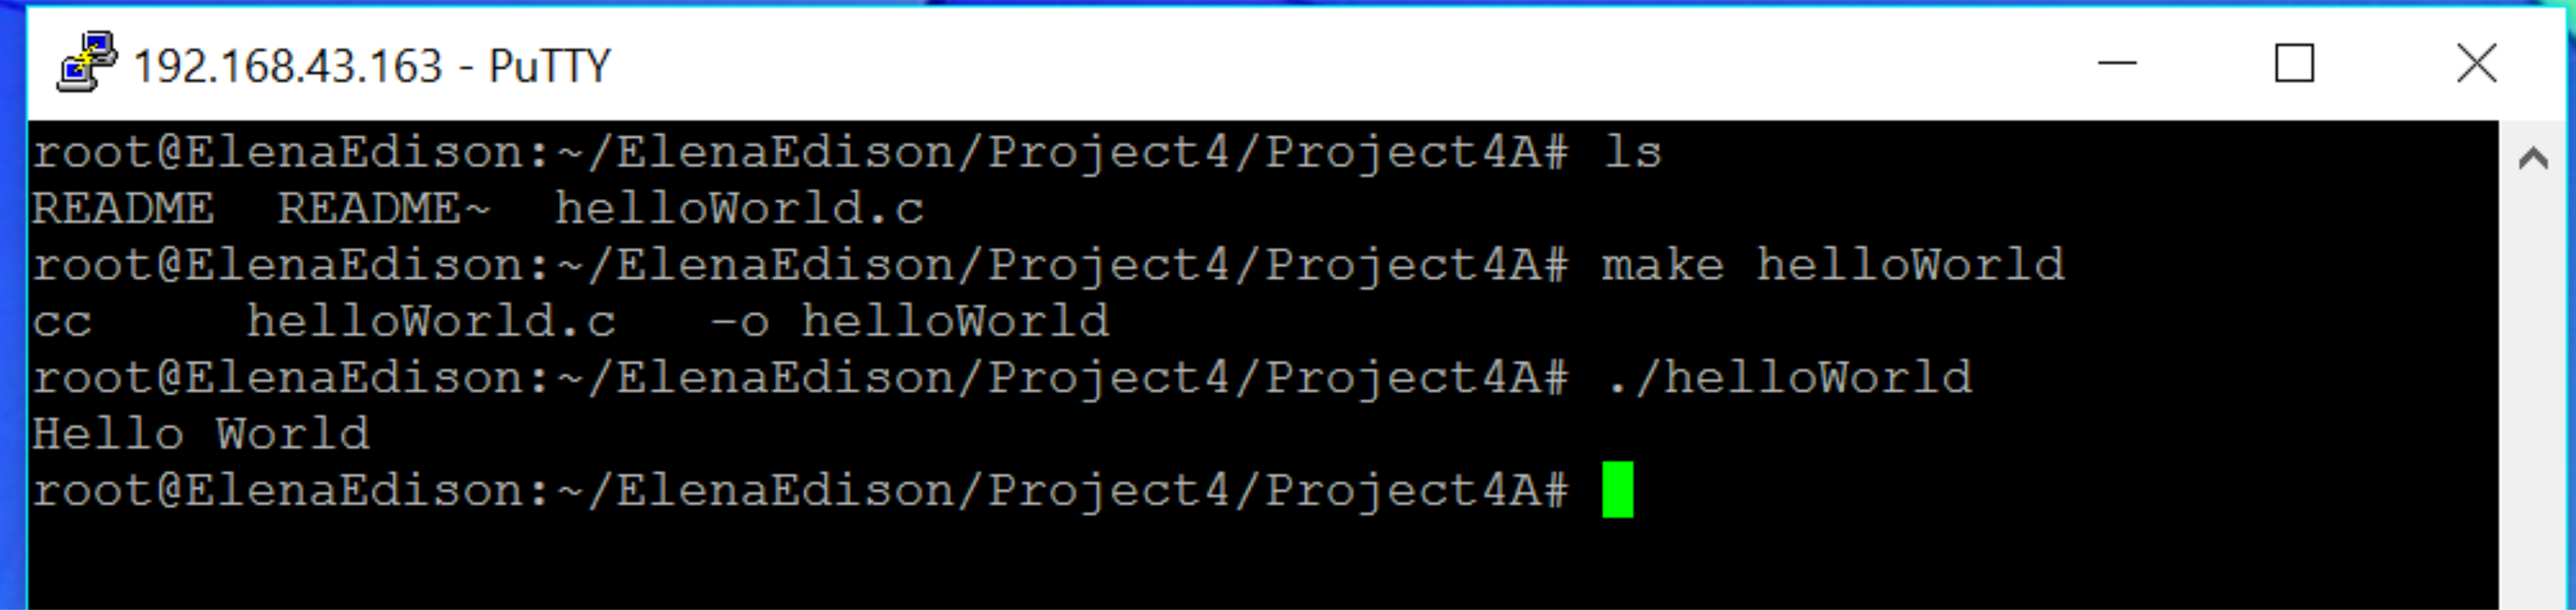 192.168.43.163 - PuTTY
root@ElenaEdison:~/ElenaEdison/Project4/Project4A# ls
README  README~  helloWorld.c
root@ElenaEdison:~/ElenaEdison/Project4/Project4A# make helloWorld
cc     helloWorld.c   -o helloWorld
root@ElenaEdison:~/ElenaEdison/Project4/Project4A# ./helloWorld
Hello World
root@ElenaEdison:~/ElenaEdison/Project4/Project4A#